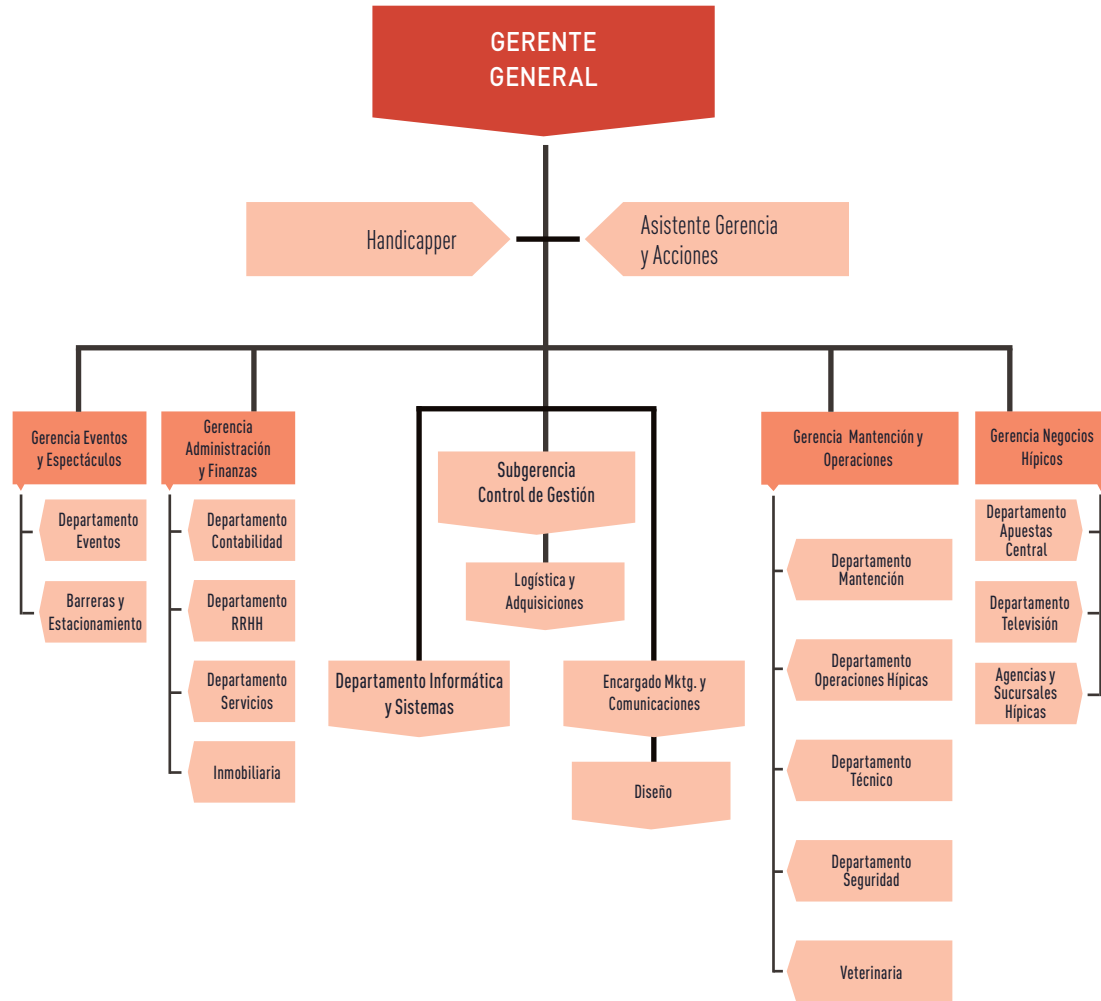 GERENTE
GENERAL
Handicapper
Asistente Gerencia
y Acciones
Gerencia Eventos
y Espectáculos
Departamento
Eventos
Barreras y
Estacionamiento
Gerencia
Administración
y Finanzas
Departamento
Contabilidad
Departamento
RRHH
Departamento
Servicios
Inmobiliaria
Subgerencia
Control de Gestión
Logística y
Adquisiciones
Departamento Informática
y Sistemas
Encargado Mktg. y
Comunicaciones
Diseño
Gerencia Mantención y
Operaciones
Departamento
Mantención
Departamento
Operaciones Hípicas
Departamento
Técnico
Departamento
Seguridad
Veterinaria
Gerencia Negocios
Hípicos
Departamento
Apuestas
Central
Departamento
Televisión
Agencias y
Sucursales
Hípicas